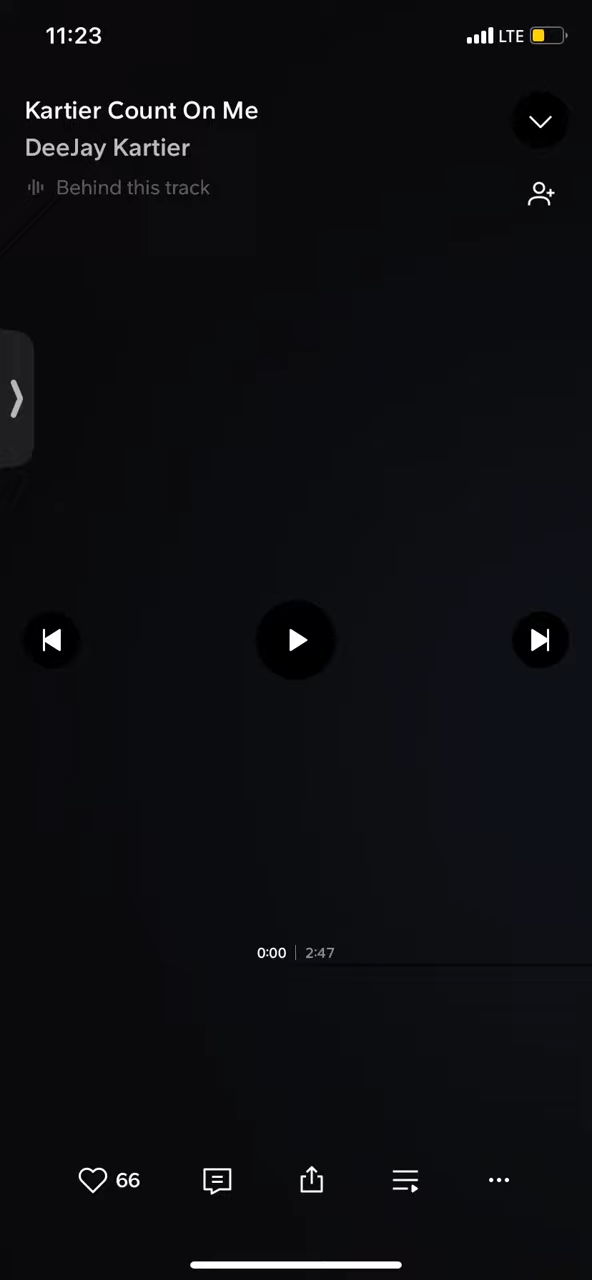 11:23
LTE
Kartier Count On Me
DeeJay Kartier
Behind this track
0:00 | 2:47
66